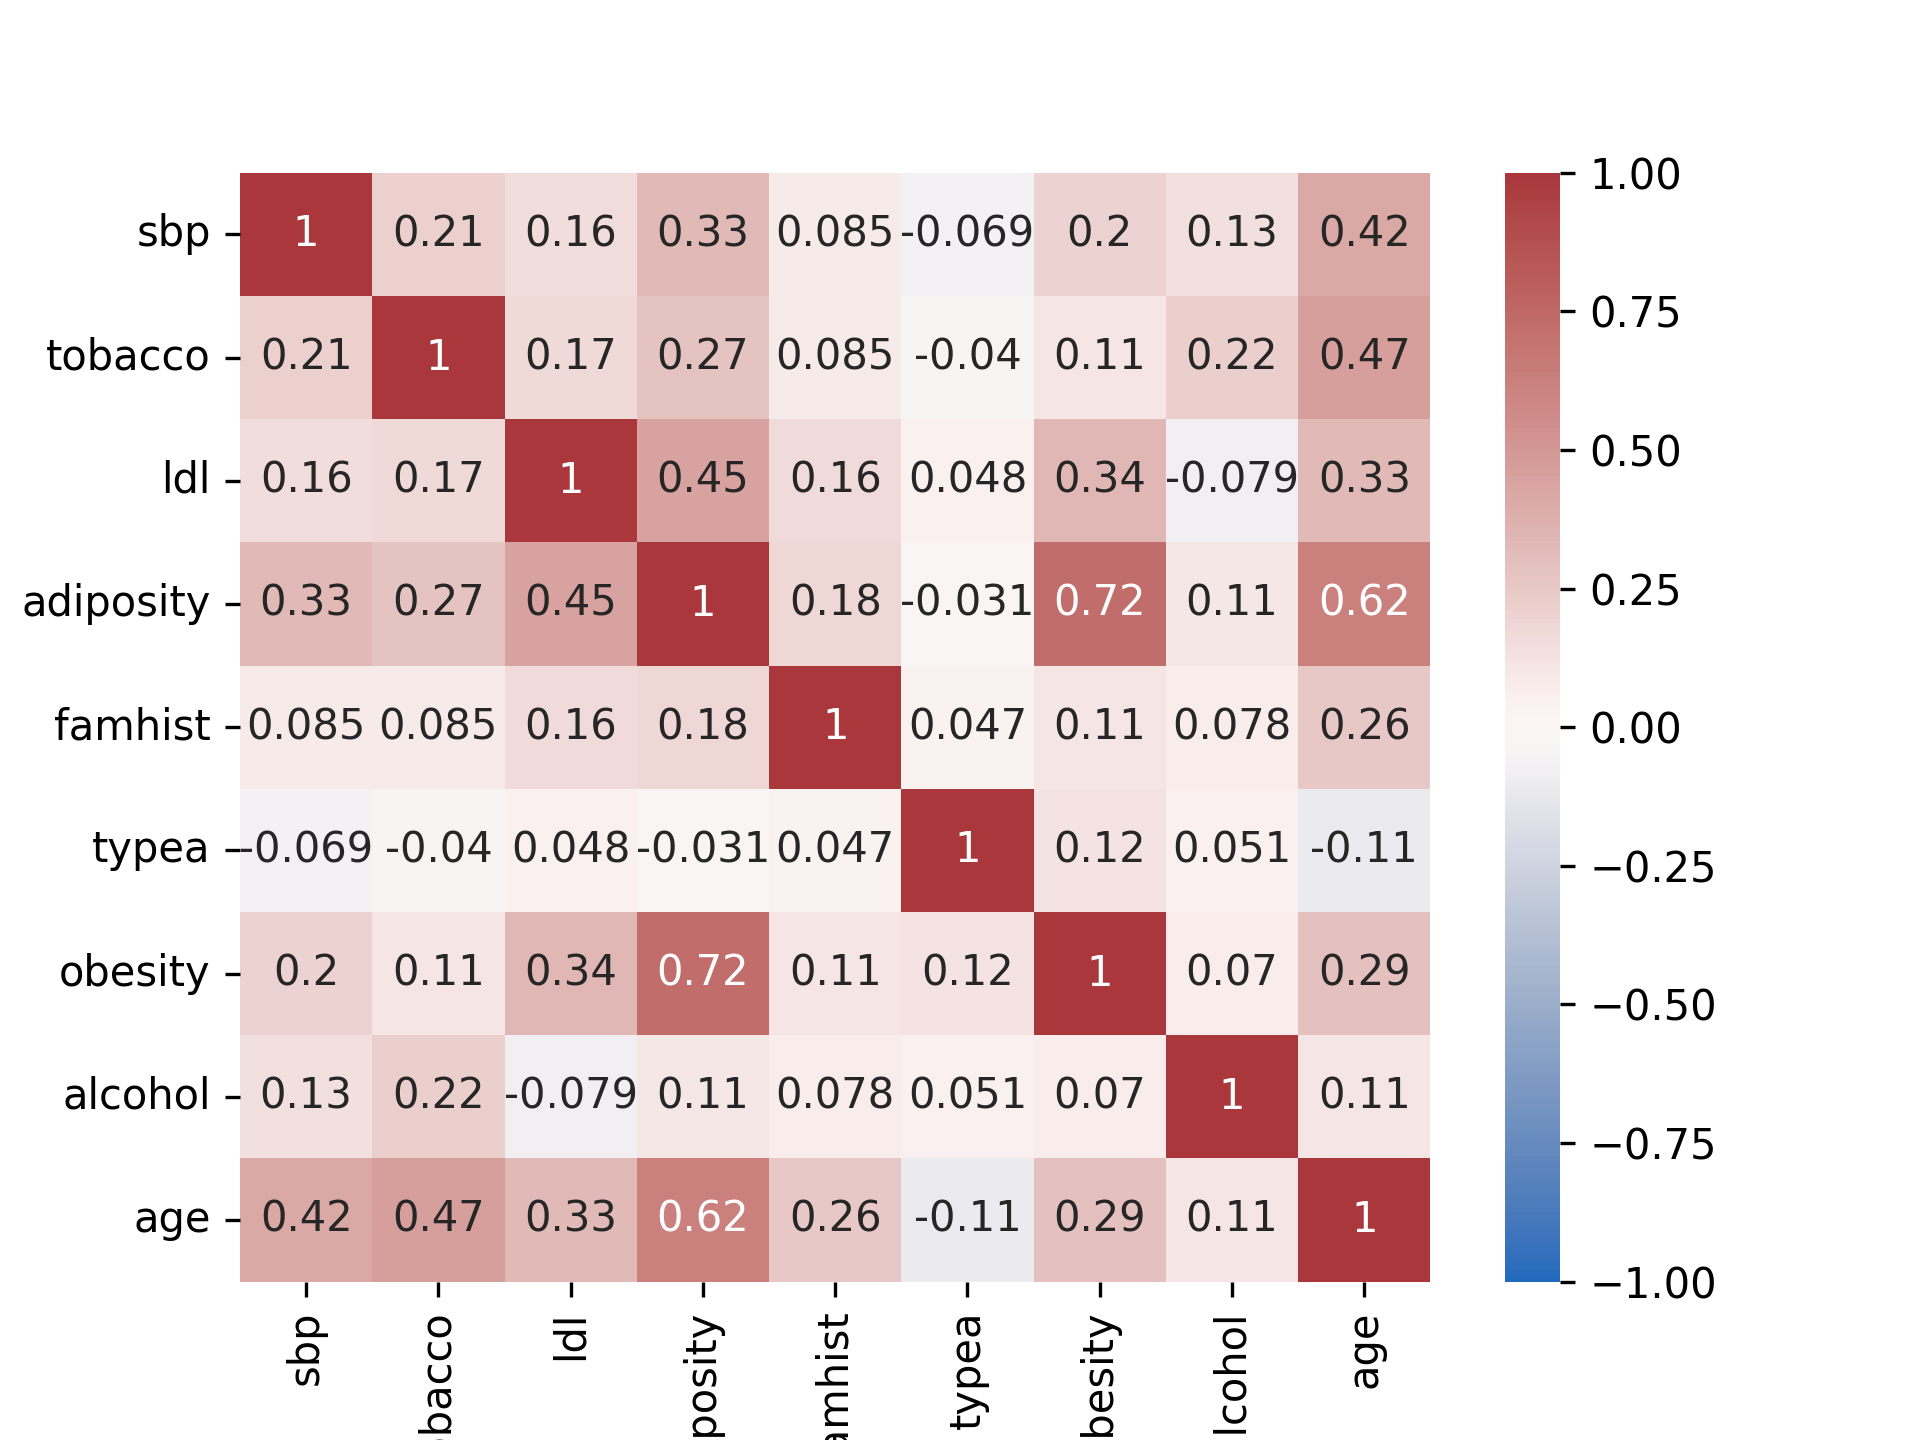 sbp 1 0.21 0.16 0.33 0.085 -0.069 0.2 0.13 0.42
tobacco 0.21 1 0.17 0.27 0.085 -0.04 0.11 0.22 0.47
ldl 0.16 0.17 1 0.45 0.16 0.048 0.34 -0.079 0.33
adiposity 0.33 0.27 0.45 1 0.18 -0.031 0.72 0.11 0.62
famhist 0.085 0.085 0.16 0.18 1 0.047 0.11 0.078 0.26
typea -0.069 -0.04 0.048 -0.031 0.047 1 0.12 0.051 -0.11
obesity 0.2 0.11 0.34 0.72 0.11 0.12 1 0.07 0.29
alcohol 0.13 0.22 -0.079 0.11 0.078 0.051 0.07 1 0.11
age 0.42 0.47 0.33 0.62 0.26 -0.11 0.29 0.11 1
sbp
bacco
ldl
posity
amhist
typea
besity
lcohol
age
1.00
0.75
0.50
0.25
0.00
−0.25
−0.50
−0.75
−1.00